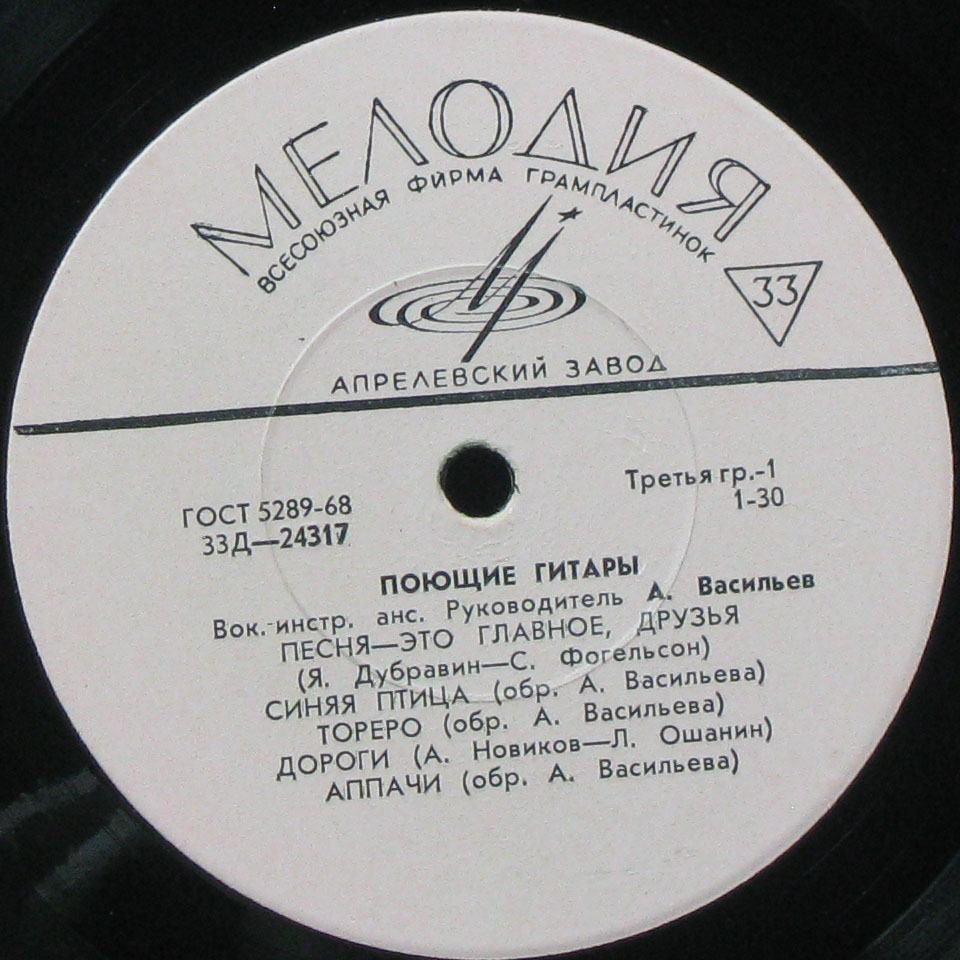 МЕЛОДИЯ
ВСЕСОЮЗНАЯ ФИРМА ГРАМПЛАСТИНОК
33
АПРЕЛЕВСКИЙ ЗАВОД
ГОСТ 5289-68
33Д—24317
Третья гр.-1
1-30
ПОЮЩИЕ ГИТАРЫ
Вок.-инстр. анс. Руководитель А. Васильев
ПЕСНЯ—ЭТО ГЛАВНОЕ, ДРУЗЬЯ
(Я. Дубравин—С. Фогельсон)
СИНЯЯ ПТИЦА (обр. А. Васильева)
ТОРЕРО (обр. А. Васильева)
ДОРОГИ (А. Новиков—Л. Ошанин)
АППАЧИ (обр. А. Васильева)